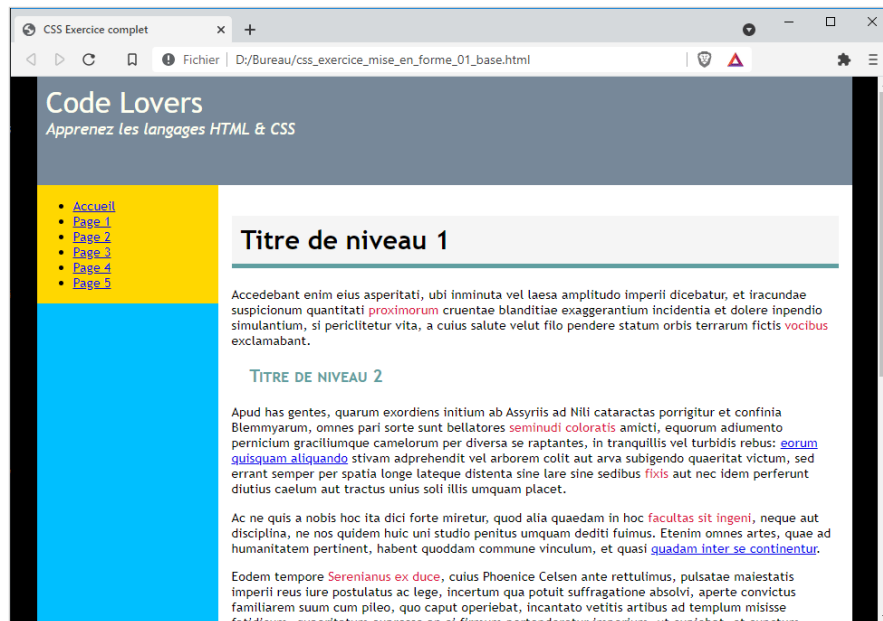 CSS Exercice complet
Fichier D:/Bureau/css_exercice_mise_en_forme_01_base.html
Code Lovers
Apprenez les langages HTML & CSS
Accueil
Page 1
Page 2
Page 3
Page 4
Page 5
Titre de niveau 1
Accedebant enim eius asperitati, ubi inminuta vel laesa amplitudo imperii dicebatur, et iracundae
suspicionum quantitati proximorum cruentae blanditiae exaggerantium incidentia et dolere inpendio
simulantium, si periclitetur vita, a cuius salute velut filo pendere statum orbis terrarum fictis vocibus
exclamabant.
Titre de niveau 2
Apud has gentes, quarum exordiens initium ab Assyriis ad Nili cataractas porrigitur et confinia
Blemmyarum, omnes pari sorte sunt bellatores seminudi coloratis amicti, equorum adiumento
pernicium graciliumque camelorum per diversa se raptantes, in tranquillis vel turbidis rebus: eorum
quisquam aliquando stivam adprehendit vel arborem colit aut arva subigendo quaeritat victum, sed
errant semper per spatia longe lateque distenta sine lare sine sedibus fixis aut nec idem perferunt
diutius caelum aut tractus unius soli illis umquam placet.
Ac ne quis a nobis hoc ita dici forte miretur, quod alia quaedam in hoc facultas sit ingeni, neque aut
disciplina, ne nos quidem huic uni studio penitus umquam dediti fuimus. Etenim omnes artes, quae ad
humanitatem pertinent, habent quoddam commune vinculum, et quasi quadam inter se continentur.
Eodem tempore Serenianus ex duce, cuius Phoenice Celsen ante rettulimus, pulsatae maiestatis
imperii reus iure postulatus ac lege, incertum qua potuit suffragatione absolvi, aperte convictus
familiarem suum cum pileo, quo caput operiebat, incantato vetitis artibus ad templum misisse